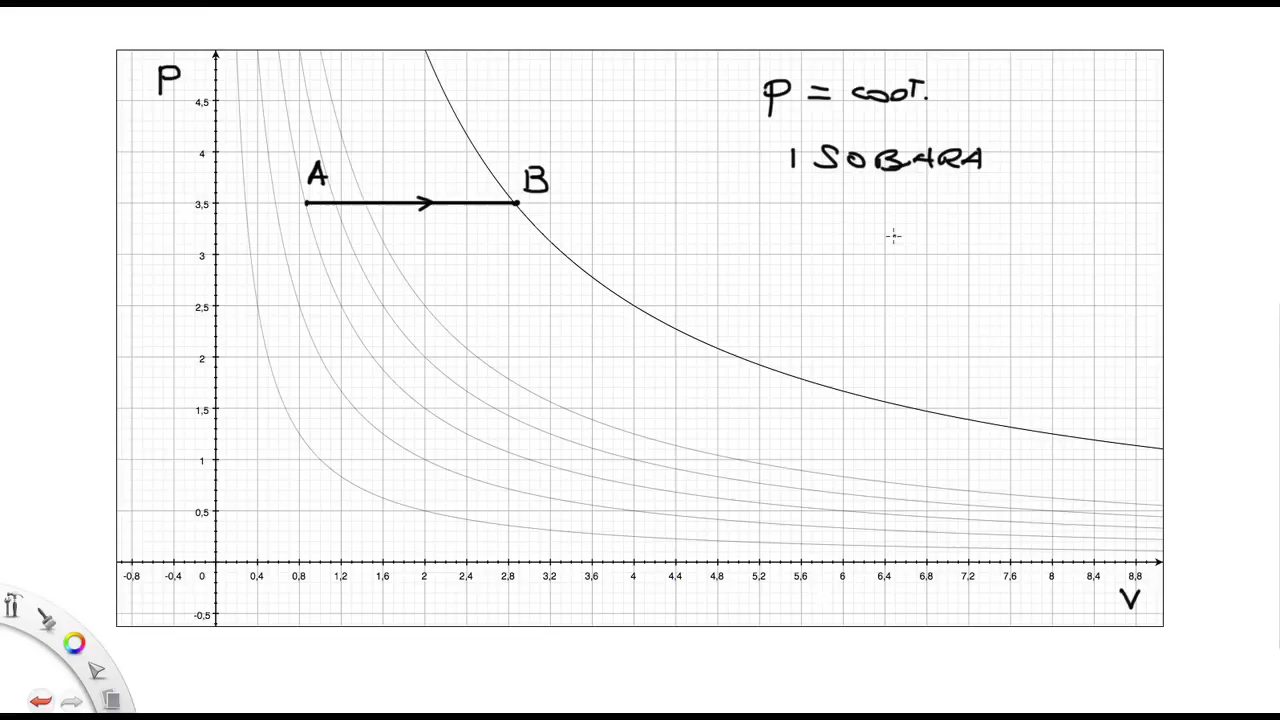 P
4,5
4
3,5
3
2,5
2
1,5
1
0,5
-0,5
A
B
P = cost.
ISOBARA
-0,8 -0,4 0 0,4 0,8 1,2 1,6 2 2,4 2,8 3,2 3,6 4 4,4 4,8 5,2 5,6 6 6,4 6,8 7,2 7,6 8 8,4 8,8
V